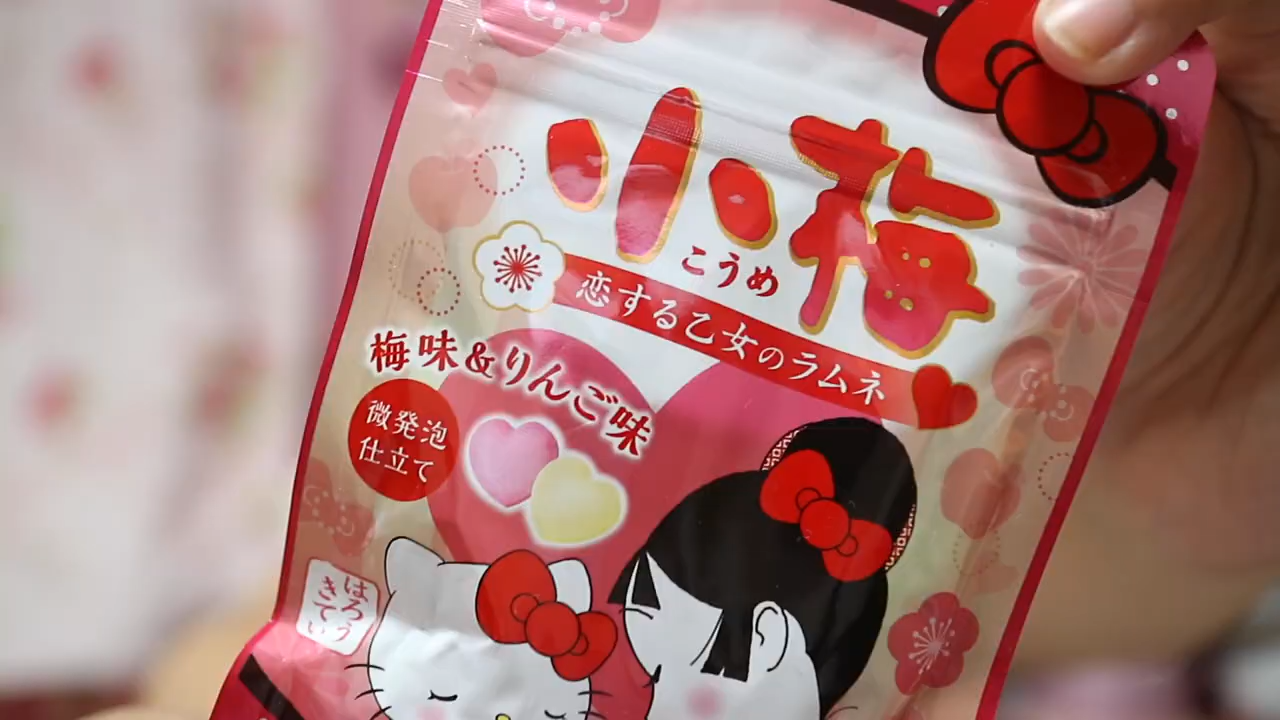 小梅
こうめ
恋する乙女のラムネ
梅味&りんご味
微発泡
仕立て
はろう
きてぃ